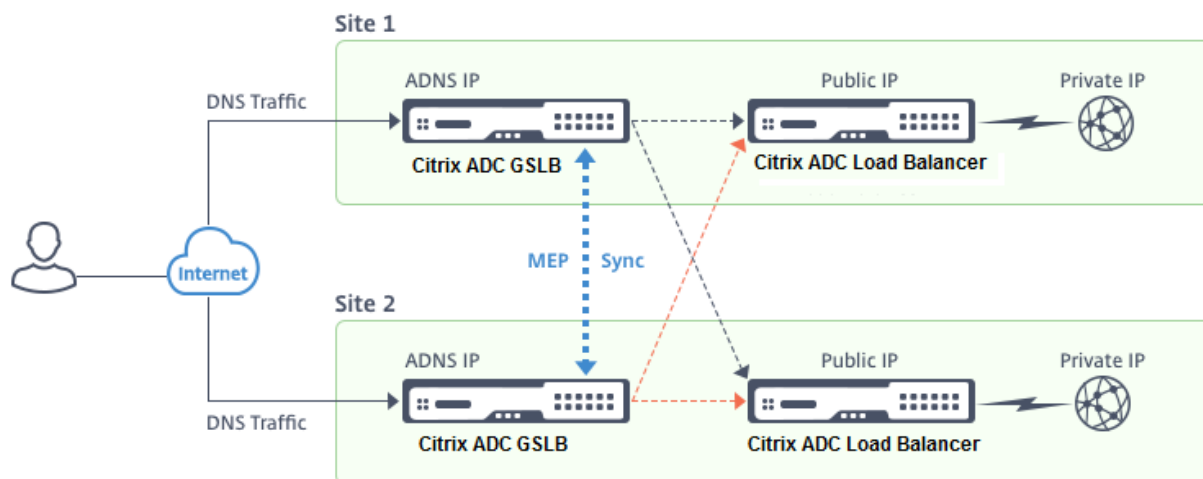 Site 1
ADNS IP
Public IP
Private IP
DNS Traffic
Citrix ADC GSLB
Citrix ADC Load Balancer
Internet
MEP Sync
Site 2
ADNS IP
Public IP
Private IP
DNS Traffic
Citrix ADC GSLB
Citrix ADC Load Balancer